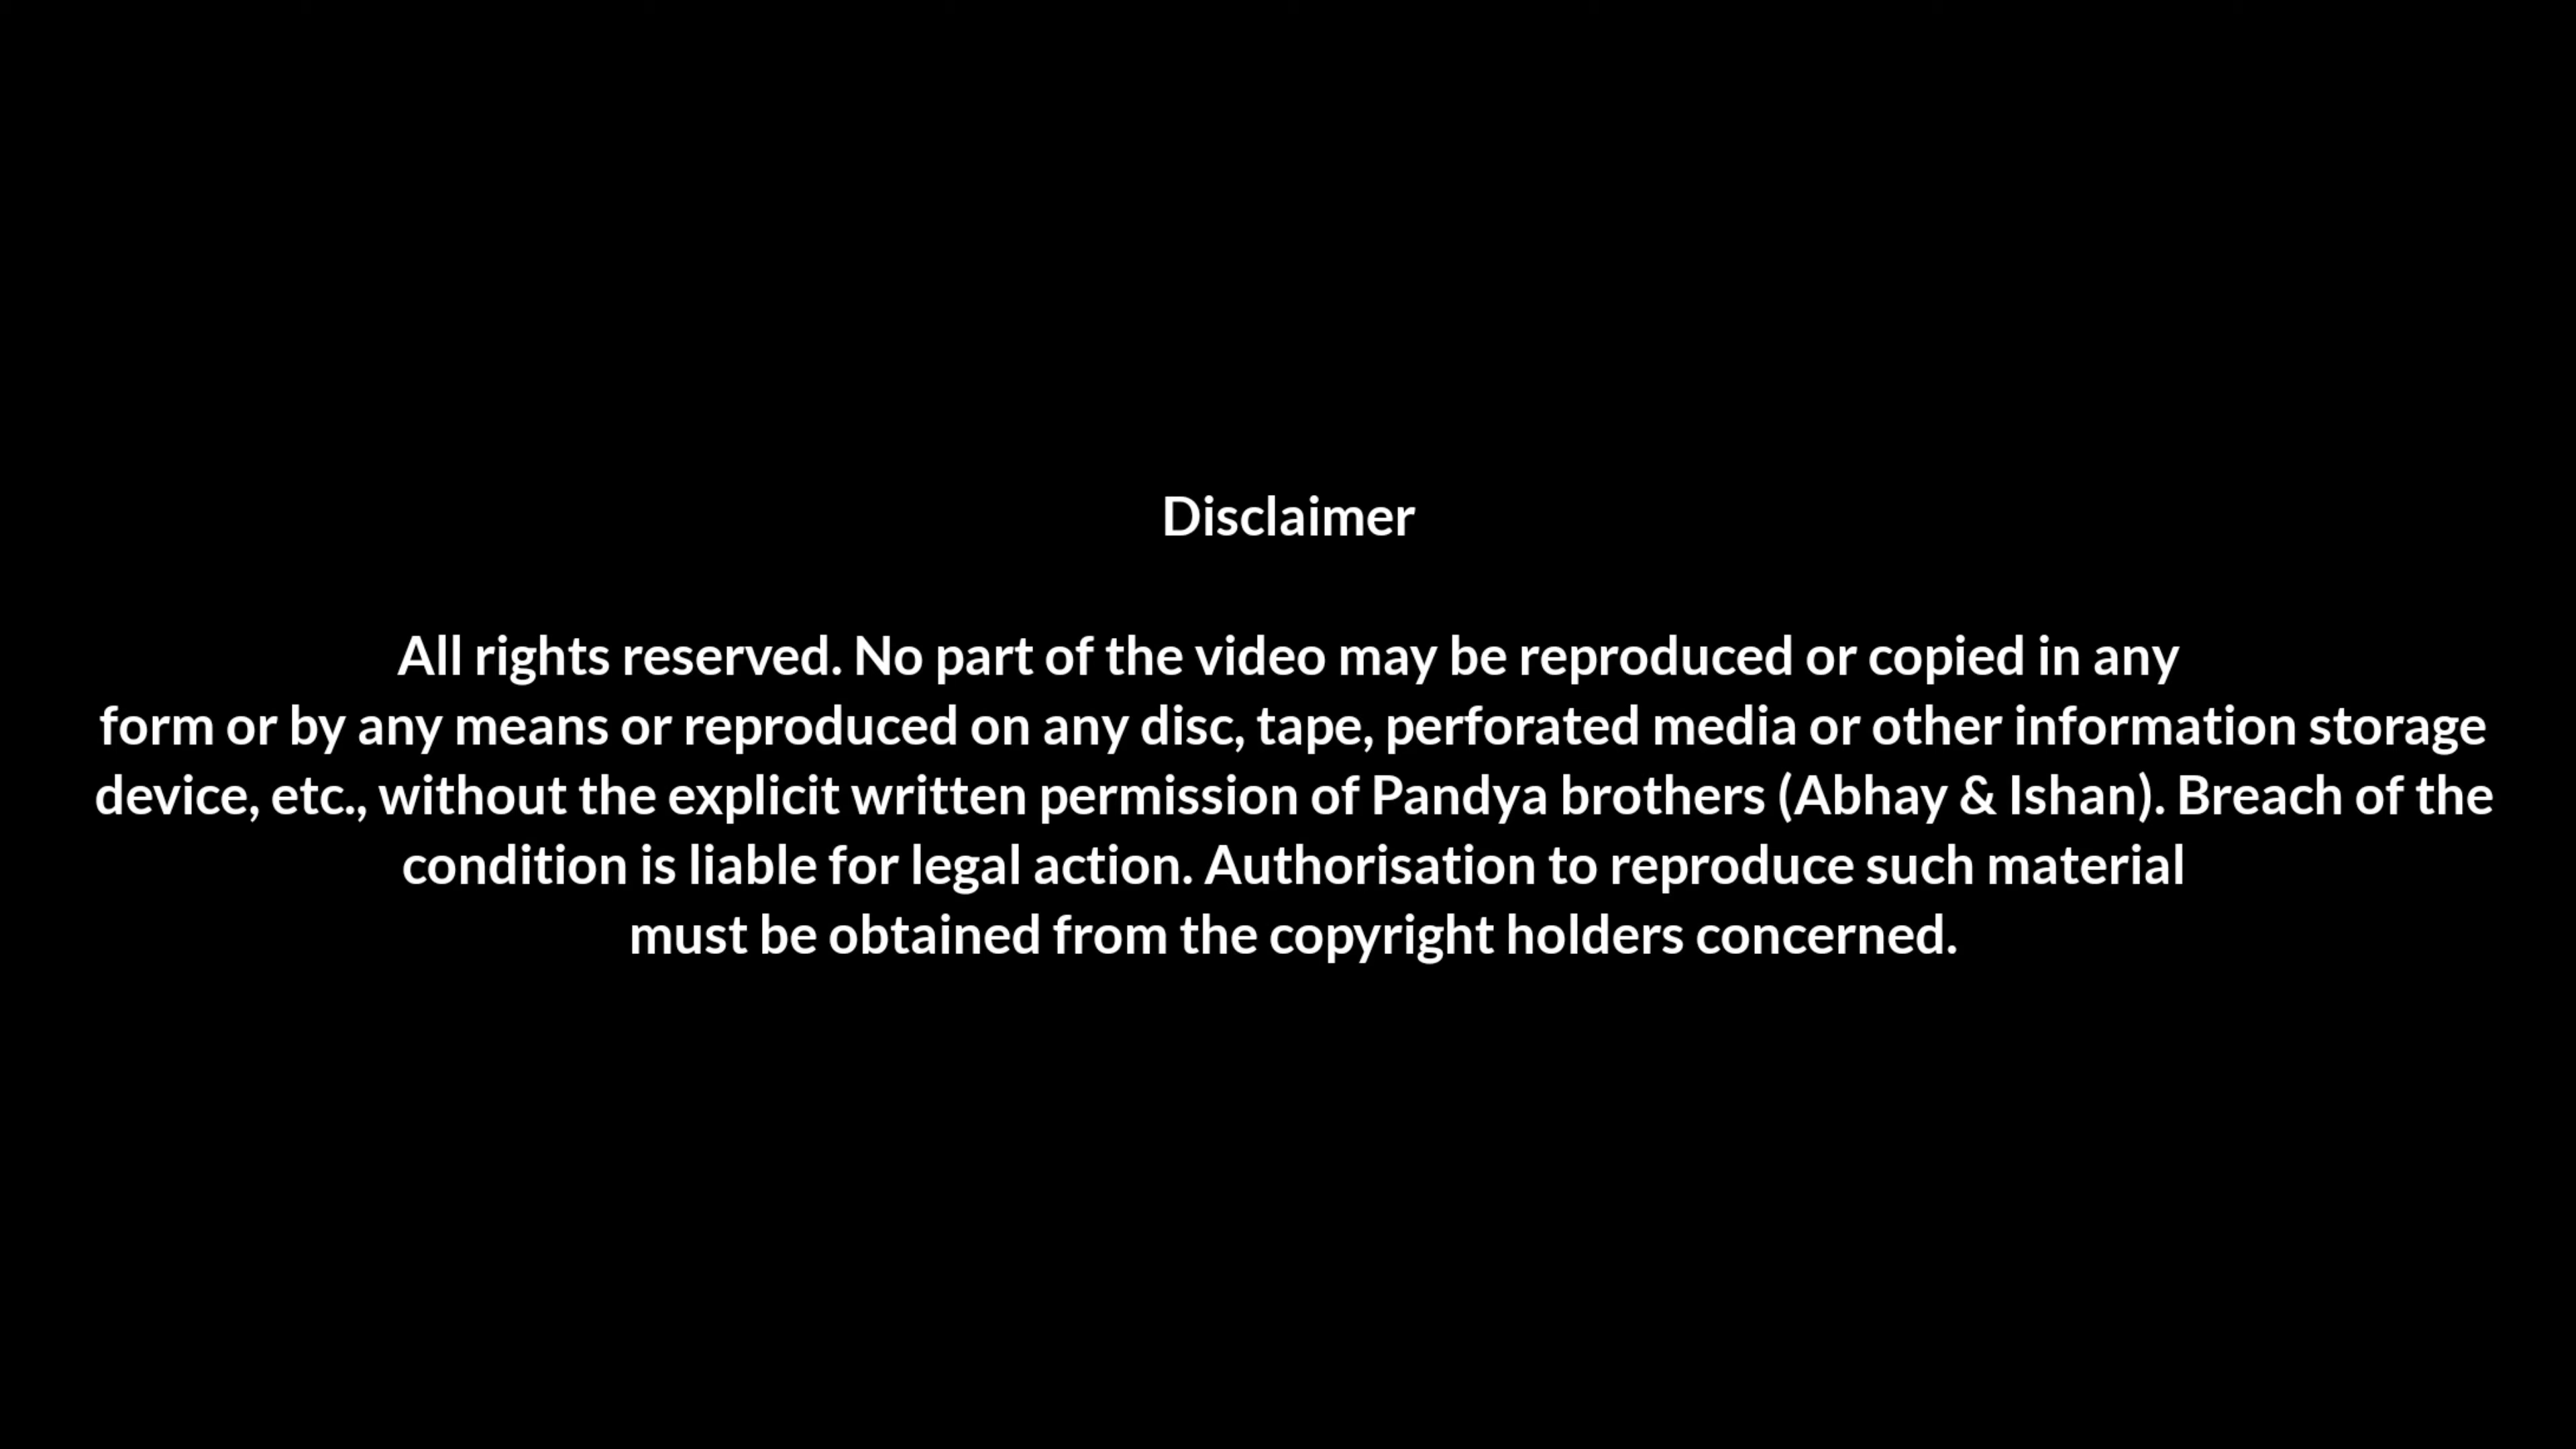 Disclaimer
All rights reserved. No part of the video may be reproduced or copied in any
form or by any means or reproduced on any disc, tape, perforated media or other information storage
device, etc., without the explicit written permission of Pandya brothers (Abhay & Ishan). Breach of the
condition is liable for legal action. Authorisation to reproduce such material
must be obtained from the copyright holders concerned.